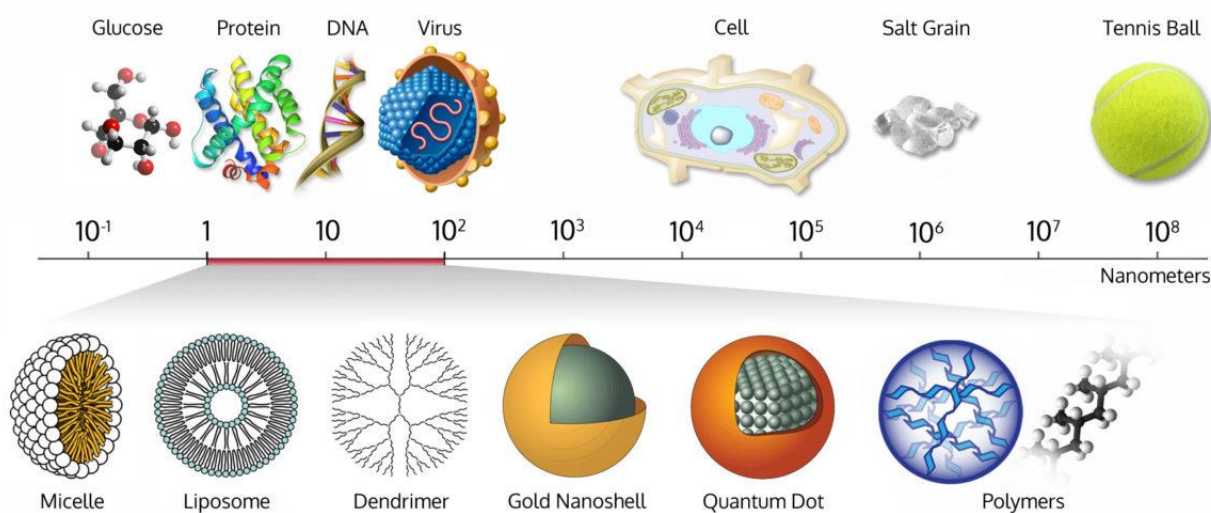 Glucose Protein DNA Virus Cell Salt Grain Tennis Ball
10⁻¹ 1 10 10² 10³ 10⁴ 10⁵ 10⁶ 10⁷ 10⁸
Nanometers
Micelle Liposome Dendrimer Gold Nanoshell Quantum Dot Polymers